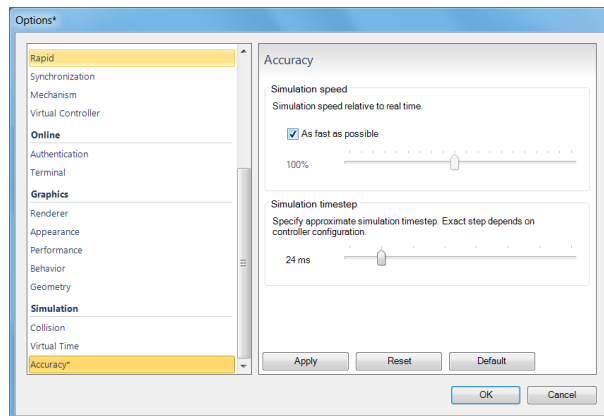 Options*
Rapid
Synchronization
Mechanism
Virtual Controller
Online
Authentication
Terminal
Graphics
Renderer
Appearance
Performance
Behavior
Geometry
Simulation
Collision
Virtual Time
Accuracy*
Accuracy
Simulation speed
Simulation speed relative to real time.
As fast as possible
100%
Simulation timestep
Specify approximate simulation timestep. Exact step depends on
controller configuration.
24 ms
Apply Reset Default
OK Cancel